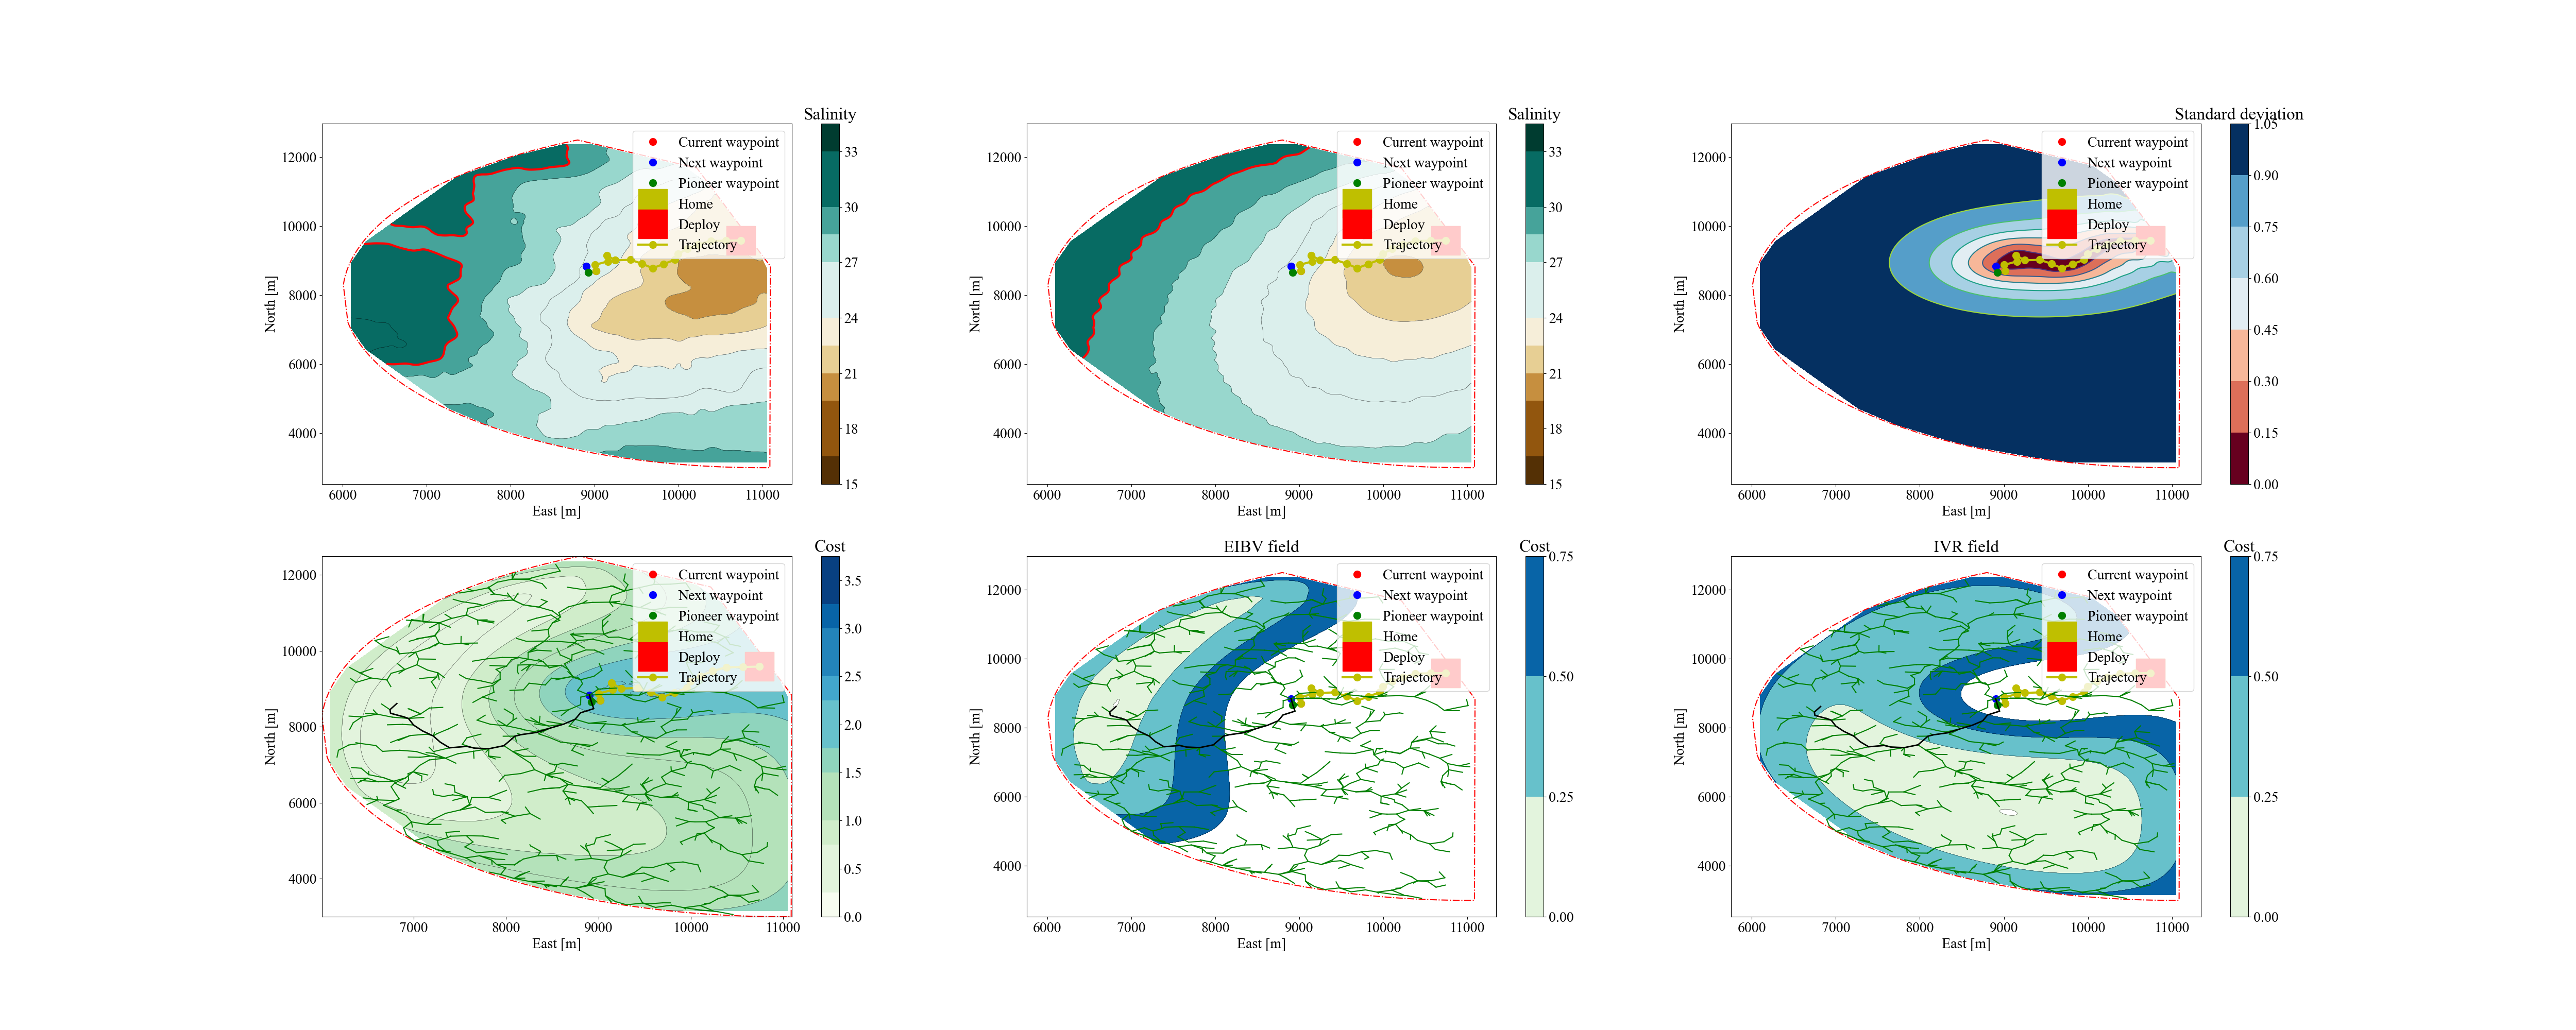 Salinity
Current waypoint
Next waypoint
Pioneer waypoint
Home
Deploy
Trajectory
12000
10000
8000
6000
4000
North [m]
6000 7000 8000 9000 10000 11000
East [m]
33
30
27
24
21
18
15
Salinity
Current waypoint
Next waypoint
Pioneer waypoint
Home
Deploy
Trajectory
12000
10000
8000
6000
4000
North [m]
6000 7000 8000 9000 10000 11000
East [m]
33
30
27
24
21
18
15
Standard deviation
Current waypoint
Next waypoint
Pioneer waypoint
Home
Deploy
Trajectory
12000
10000
8000
6000
4000
North [m]
6000 7000 8000 9000 10000 11000
East [m]
1.05
0.90
0.75
0.60
0.45
0.30
0.15
0.00
Cost
Current waypoint
Next waypoint
Pioneer waypoint
Home
Deploy
Trajectory
12000
10000
8000
6000
4000
North [m]
7000 8000 9000 10000 11000
East [m]
3.5
3.0
2.5
2.0
1.5
1.0
0.5
0.0
EIBV field
Cost
Current waypoint
Next waypoint
Pioneer waypoint
Home
Deploy
Trajectory
12000
10000
8000
6000
4000
North [m]
6000 7000 8000 9000 10000 11000
East [m]
0.75
0.50
0.25
0.00
IVR field
Cost
Current waypoint
Next waypoint
Pioneer waypoint
Home
Deploy
Trajectory
12000
10000
8000
6000
4000
North [m]
6000 7000 8000 9000 10000 11000
East [m]
0.75
0.50
0.25
0.00